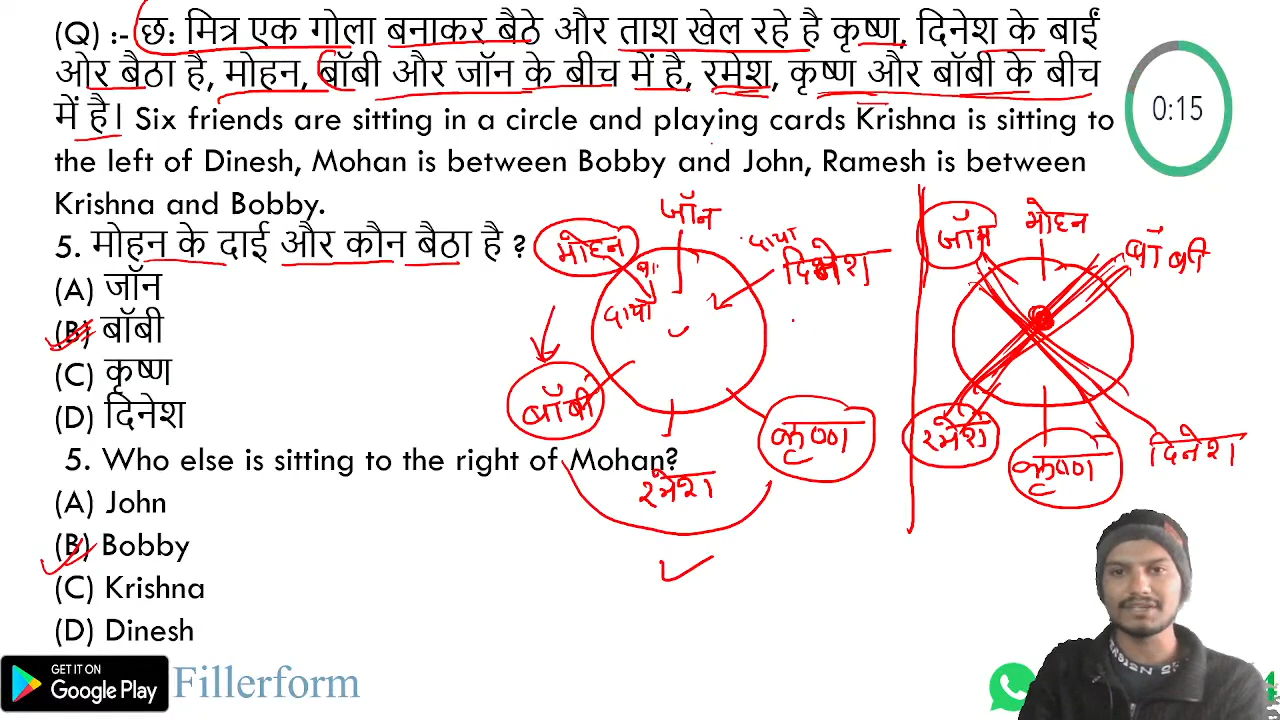 (Q) :- छः मित्र एक गोला बनाकर बैठे और ताश खेल रहे है कृष्ण, दिनेश के बाईं
ओर बैठा है, मोहन, बॉबी और जॉन के बीच में है, रमेश, कृष्ण और बॉबी के बीच
में है। Six friends are sitting in a circle and playing cards Krishna is sitting to
the left of Dinesh, Mohan is between Bobby and John, Ramesh is between
Krishna and Bobby.
0:15
5. मोहन के दाई और कौन बैठा है ?
(A) जॉन
(B) बॉबी
(C) कृष्ण
(D) दिनेश
5. Who else is sitting to the right of Mohan?
(A) John
(B) Bobby
(C) Krishna
(D) Dinesh
जॉन
मोहन
दाया
दिनेश
दायाँ
बॉबी
कृष्ण
रमेश
जॉन
मोहन
बॉबी
रमेश
कृष्ण
दिनेश
GET IT ON
Google Play
Fillerform